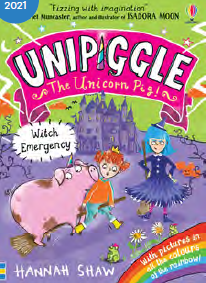 2021
"Fizzing with imagination"
et Muncaster, author and illustrator of ISADORA MOON
UNIPIGGLE
The Unicorn Pig!
Witch
Emergency
With pictures in
all the colours
of the rainbow!
HANNAH SHAW